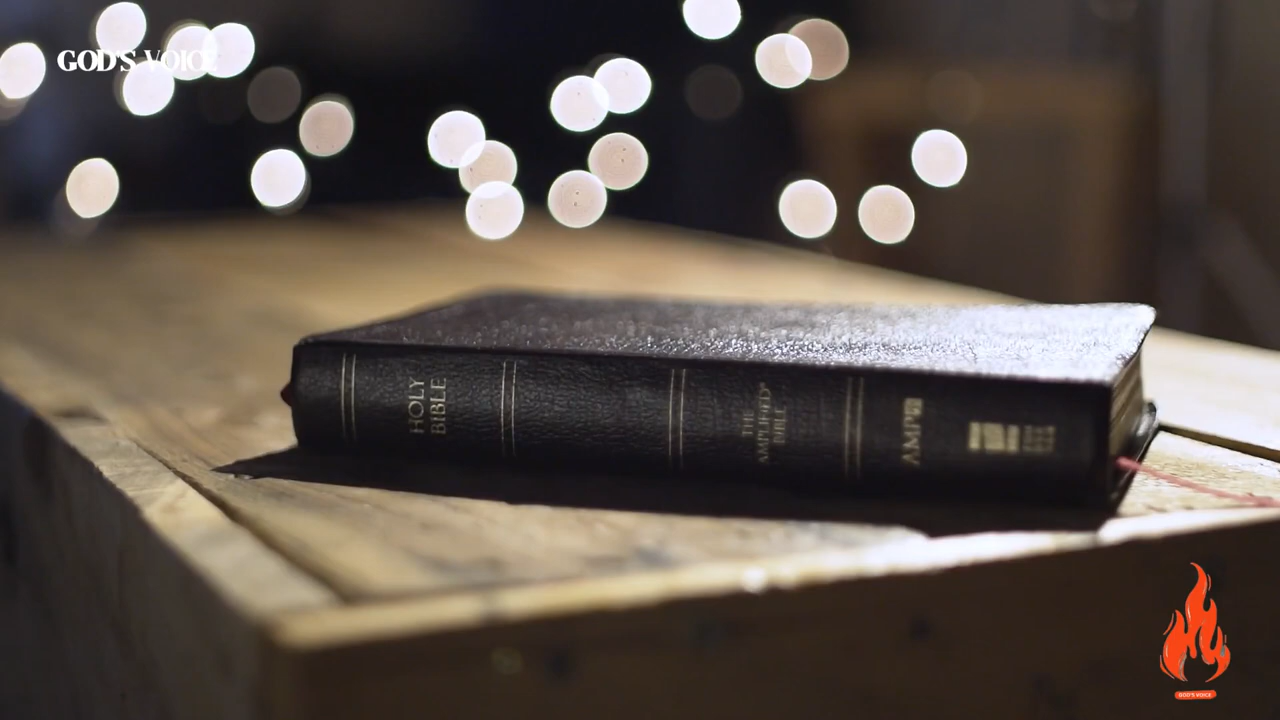 GOD'S VOICE
HOLY
BIBLE
THE
AMPLIFIED®
BIBLE
AMP
GOD'S VOICE